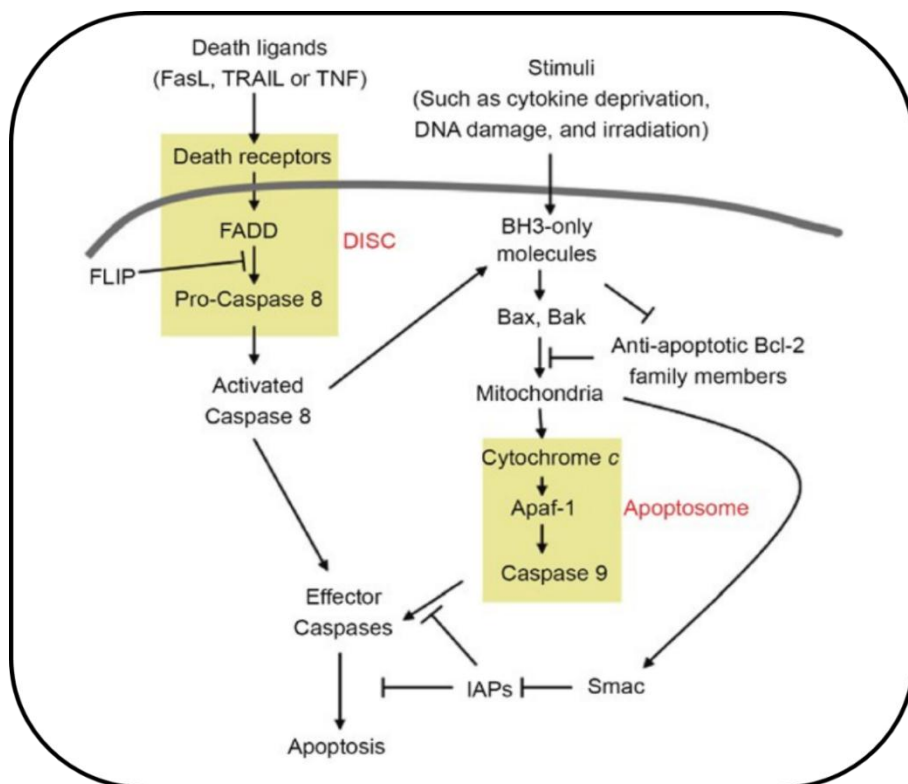 Death ligands
(FasL, TRAIL or TNF)
Stimuli
(Such as cytokine deprivation,
DNA damage, and irradiation)
Death receptors
FADD
DISC
FLIP
Pro-Caspase 8
BH3-only
molecules
Bax, Bak
Anti-apoptotic Bcl-2
family members
Activated
Caspase 8
Mitochondria
Cytochrome c
Apaf-1
Apoptosome
Caspase 9
Effector
Caspases
IAPs
Smac
Apoptosis